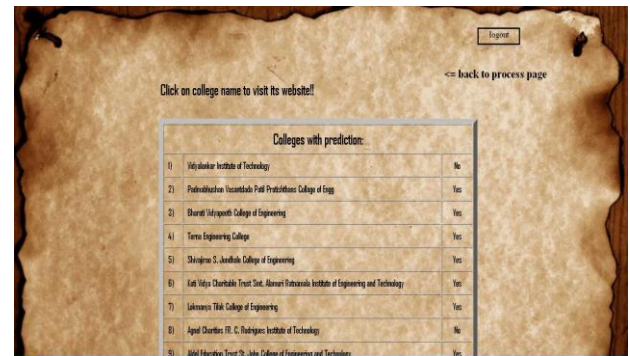 logout
<= back to process page
Click on college name to visit its website!!
Colleges with prediction:
1) Vidyalankar Institute of Technology No
2) Padmabhushan Vasantdada Patil Pratishthans College of Engg Yes
3) Bharati Vidyapeeth College of Engineering Yes
4) Terna Engineering College Yes
5) Shivajirao S. Jondhale College of Engineering Yes
6) Koti Vidya Charitable Trust Smt. Alamuri Ratnamala Institute of Engineering and Technology Yes
7) Lokmanya Tilak College of Engineering Yes
8) Agnel Charities FR. C. Rodrigues Institute of Technology No
9) Aldel Education Trust St. John College of Engineering and Technology Yes